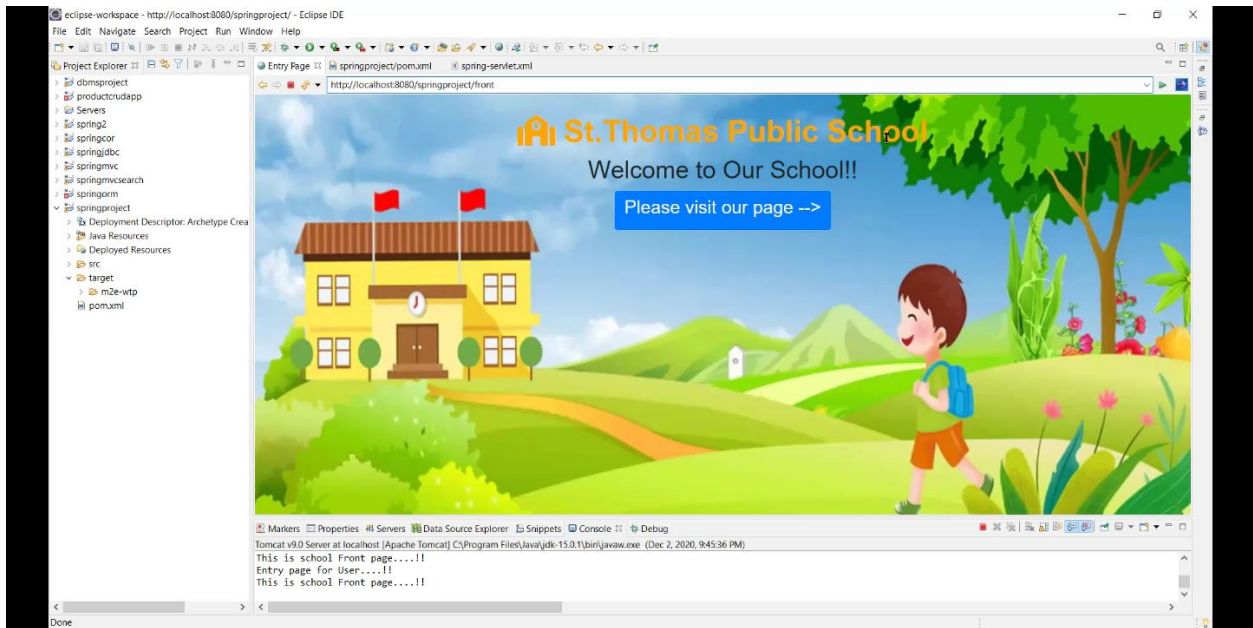 eclipse-workspace - http://localhost:8080/springproject/ - Eclipse IDE
File Edit Navigate Search Project Run Window Help
Project Explorer
Entry Page springproject/pom.xml spring-servlet.xml
http://localhost:8080/springproject/front
dbmsproject
productcrudapp
Servers
spring2
springcor
springjdbc
springmvc
springmvcsearch
springorm
springproject
Deployment Descriptor: Archetype Crea
Java Resources
Deployed Resources
src
target
m2e-wtp
pom.xml
St.Thomas Public School
Welcome to Our School!!
Please visit our page -->
Markers Properties Servers Data Source Explorer Snippets Console Debug
Tomcat v9.0 Server at localhost [Apache Tomcat] C:\Program Files\Java\jdk-15.0.1\bin\javaw.exe (Dec 2, 2020, 9:45:36 PM)
This is school Front page....!!
Entry page for User....!!
This is school Front page....!!
Done